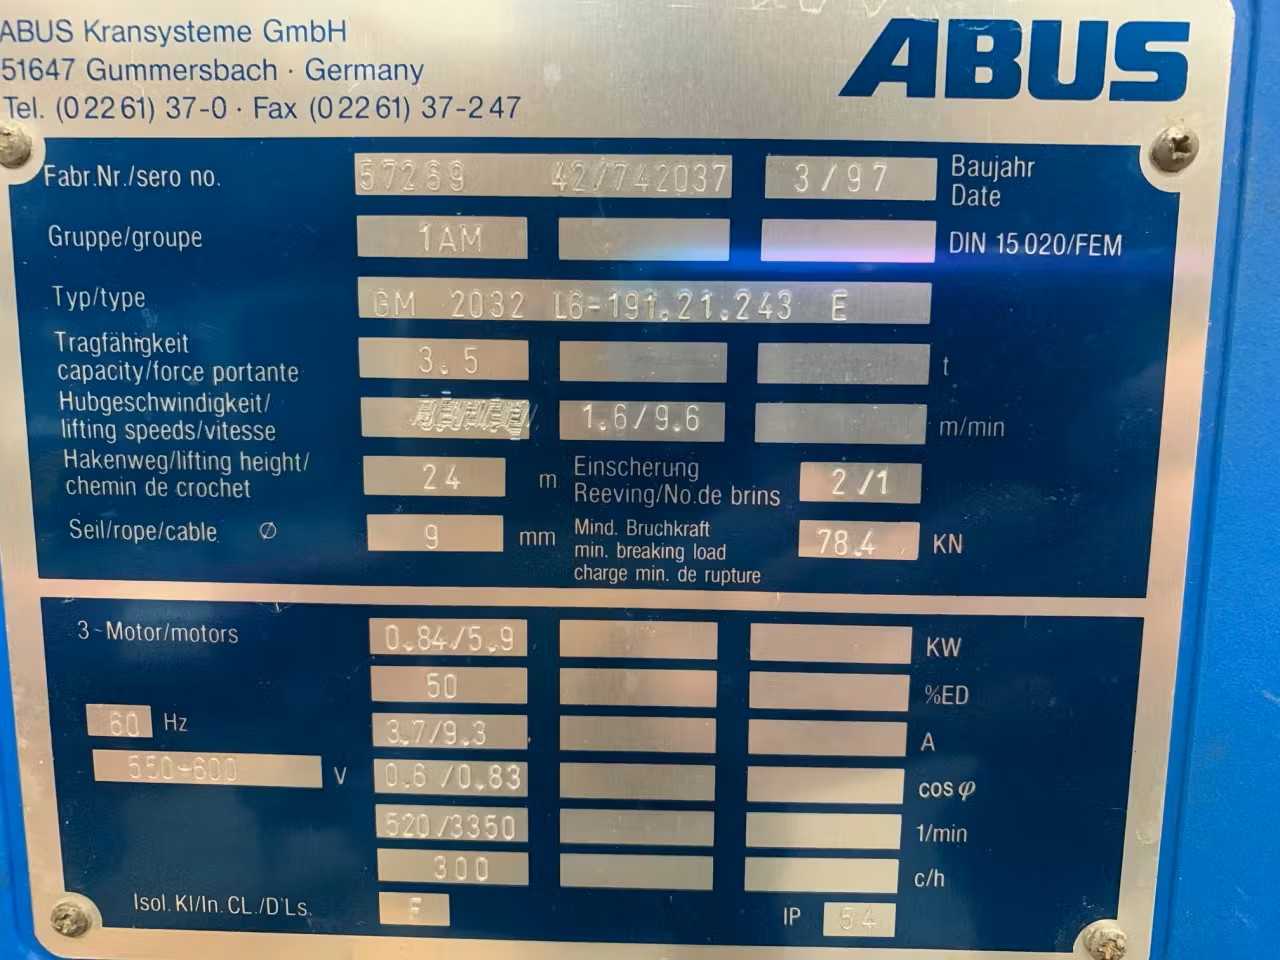 ABUS Kransysteme GmbH
51647 Gummersbach · Germany
Tel. (02261) 37-0 · Fax (02261) 37-247
ABUS
Fabr.Nr./sero no. 57269 42/742037 3/97 Baujahr
Date
Gruppe/groupe 1AM DIN 15020/FEM
Typ/type GM 2032 L6-191.21.243 E
Tragfähigkeit
capacity/force portante 3.5 t
Hubgeschwindigkeit/
lifting speeds/vitesse 1.6/9.6 m/min
Hakenweg/lifting height/
chemin de crochet 24 m
Einscherung
Reeving/No.de brins 2/1
Seil/rope/cable ∅ 9 mm
Mind. Bruchkraft
min. breaking load
charge min. de rupture 78.4 KN
3~Motor/motors 0.84/5.9 KW
50 %ED
60 Hz 3.7/9.3 A
550-600 V 0.6/0.83 cos φ
520/3350 1/min
300 c/h
Isol. Kl/In. CL./D'Ls. F IP 54